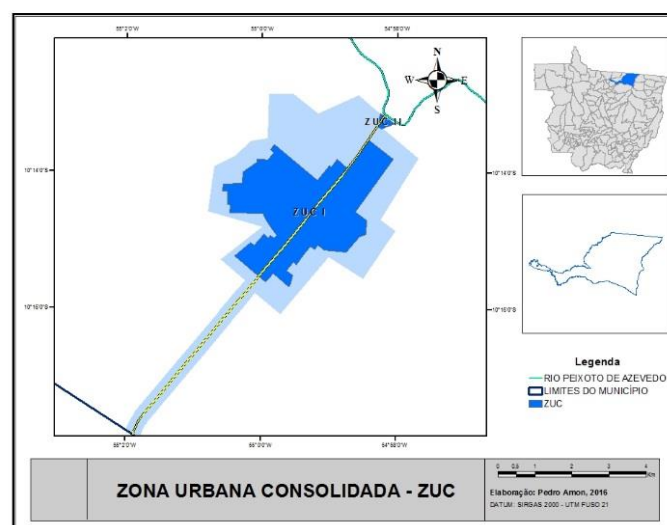 55°2'0"W
55°0'0"W
54°58'0"W
N
W
E
S
ZUC II
10°14'0"S
10°14'0"S
ZUC I
10°16'0"S
10°16'0"S
Legenda
RIO PEIXOTO DE AZEVEDO
LIMITES DO MUNICÍPIO
ZUC
55°2'0"W
55°0'0"W
54°58'0"W
ZONA URBANA CONSOLIDADA - ZUC
0 0,5 1 2 3 4
Km
Elaboração: Pedro Amon, 2016
DATUM: SIRGAS 2000 - UTM FUSO 21